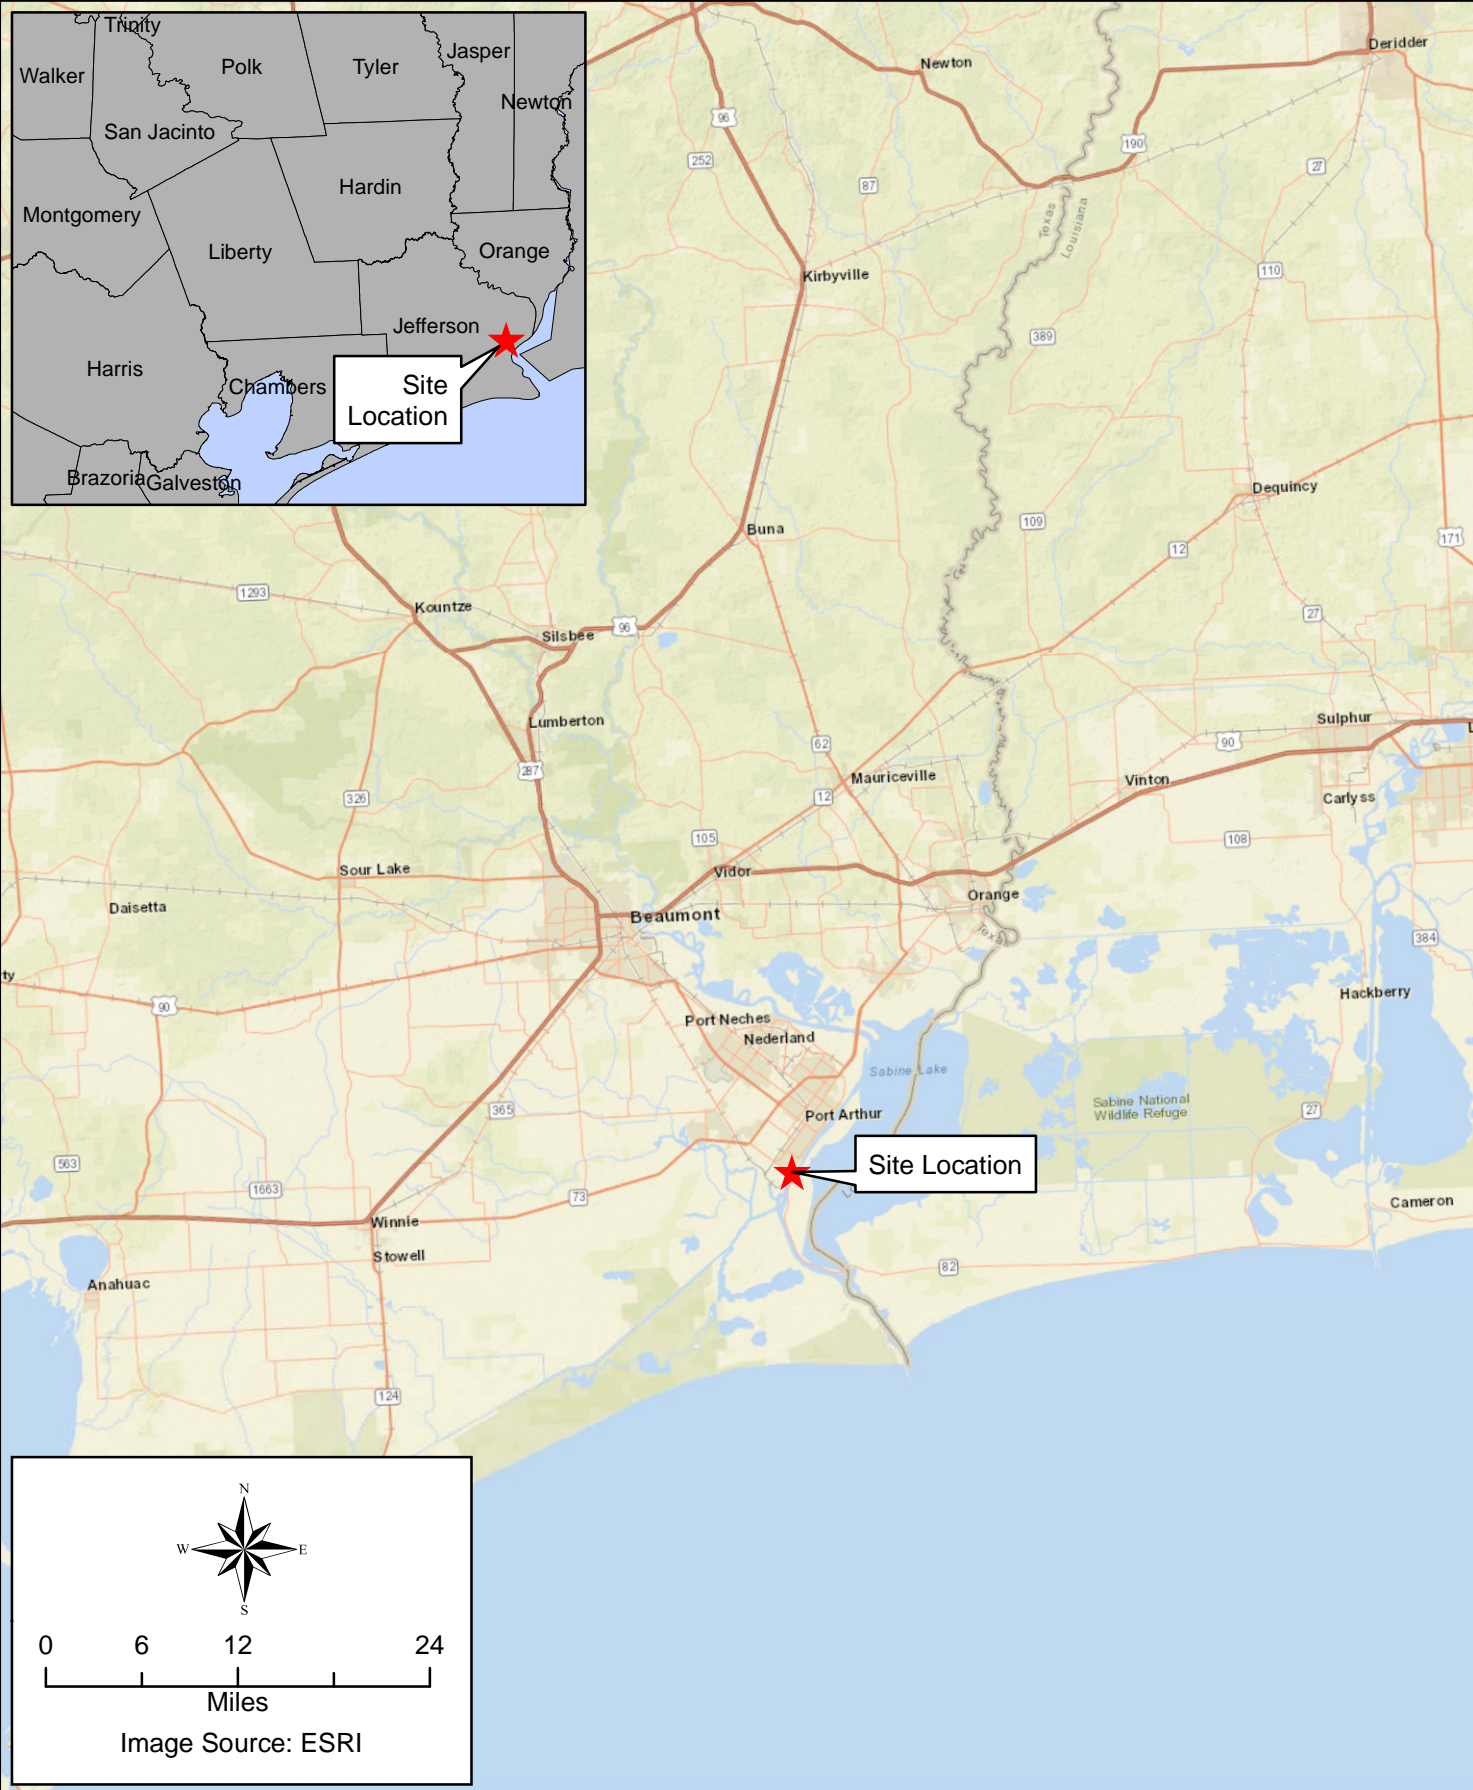 Trinity
Walker
Polk
Tyler
Jasper
Newton
San Jacinto
Hardin
Montgomery
Liberty
Orange
Jefferson
Harris
Chambers
Site
Location
Brazoria
Galveston
Newton
Deridder
96
252
87
190
27
Texas
Louisiana
110
Kirbyville
389
Dequincy
109
12
171
Buna
1293
Kountze
Silsbee
96
27
Lumberton
Sulphur
90
62
287
Mauriceville
Vinton
12
326
Carlyss
105
108
Sour Lake
Vidor
Orange
Daisetta
Beaumont
Texas
384
ty
90
Hackberry
Port Neches
Nederland
Sabine Lake
365
Port Arthur
Sabine National
Wildlife Refuge
27
563
Site Location
1663
73
Winnie
Cameron
Stowell
82
Anahuac
124
N
W
E
S
0 6 12 24
Miles
Image Source: ESRI